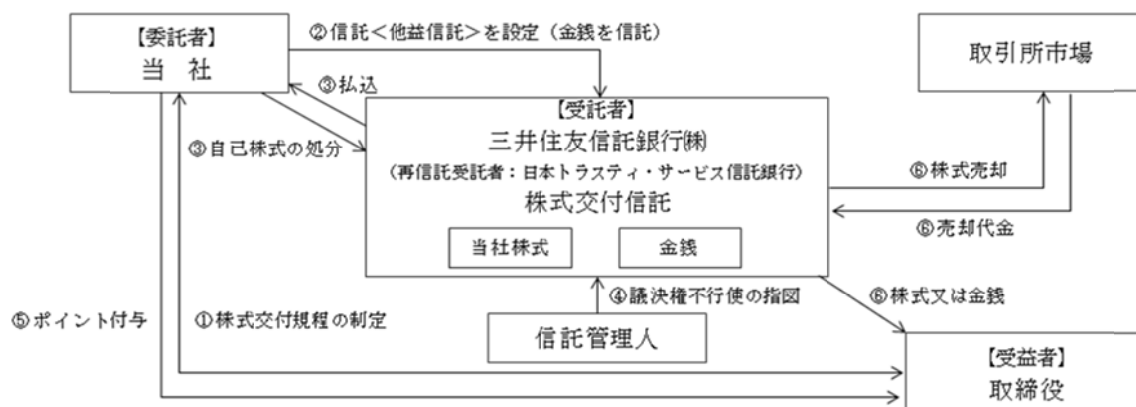 【委託者】
当 社
②信託＜他益信託＞を設定（金銭を信託）
取引所市場
③払込
③自己株式の処分
【受託者】
三井住友信託銀行㈱
（再信託受託者：日本トラスティ・サービス信託銀行）
株式交付信託
当社株式
金銭
⑥株式売却
⑥売却代金
④議決権不行使の指図
⑥株式又は金銭
⑤ポイント付与
①株式交付規程の制定
信託管理人
【受益者】
取締役